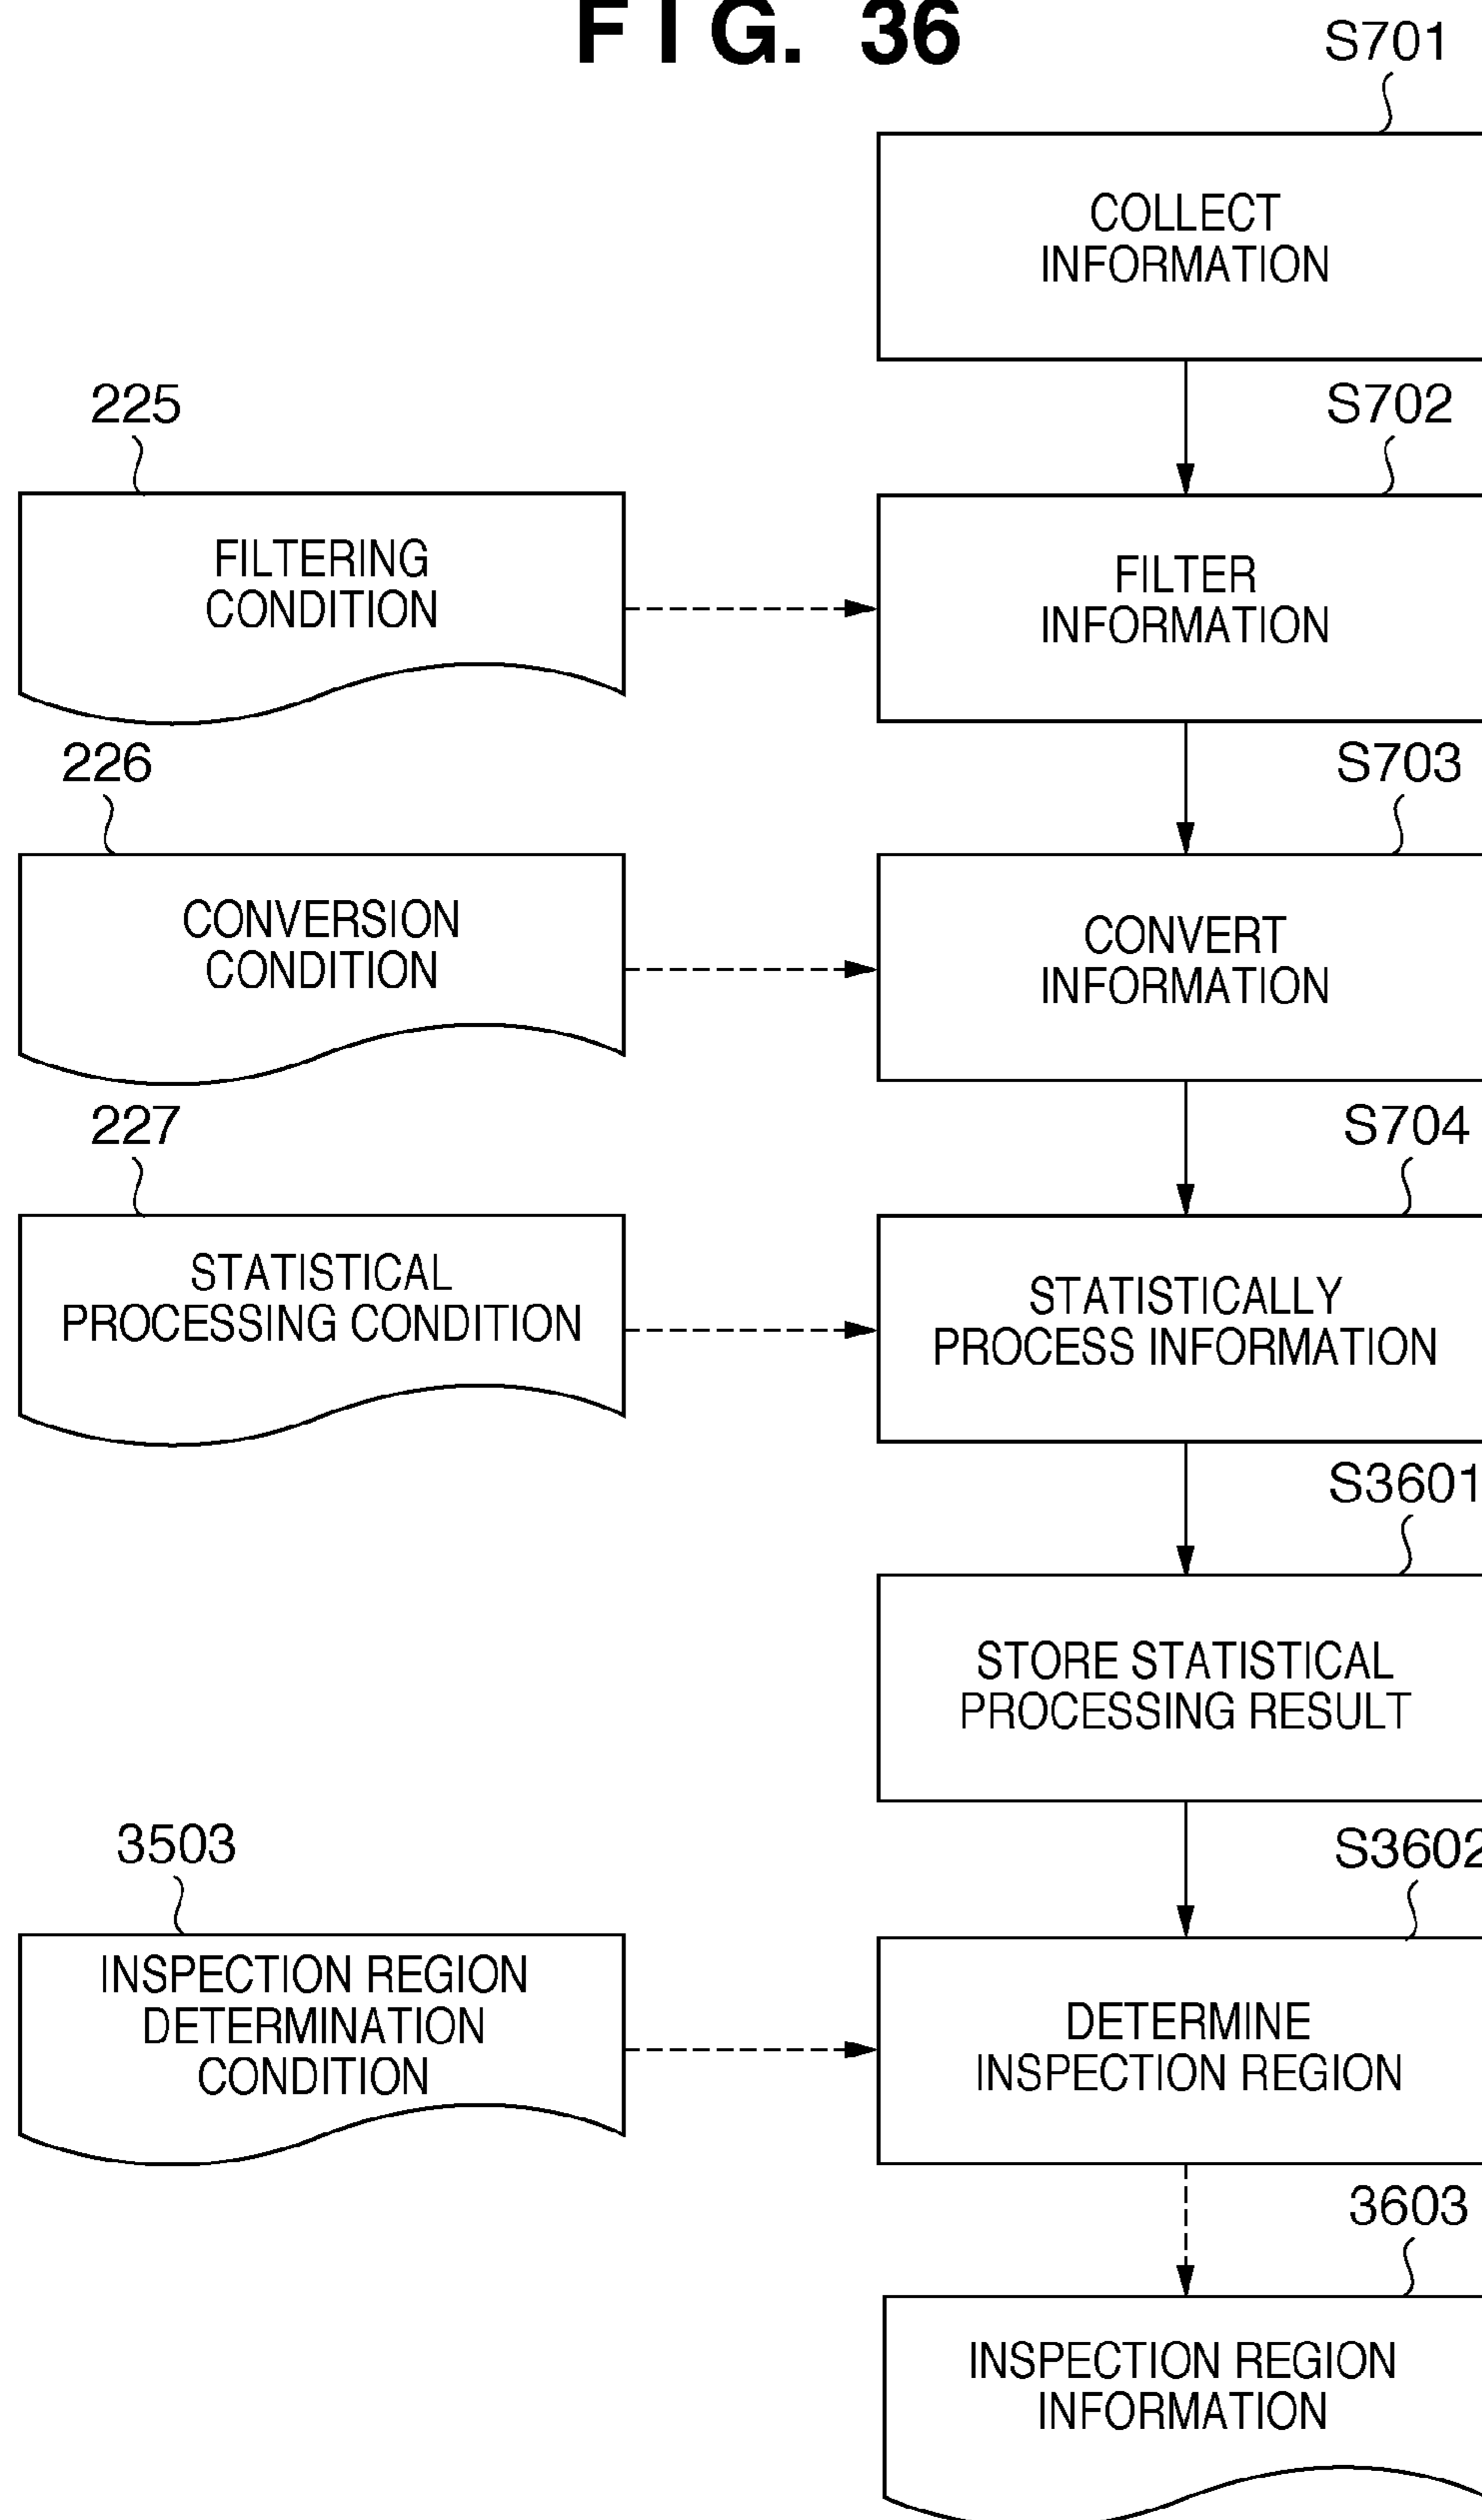 FIG. 36
S701
COLLECT
INFORMATION
225
S702
FILTERING
CONDITION
FILTER
INFORMATION
226
S703
CONVERSION
CONDITION
CONVERT
INFORMATION
227
S704
STATISTICAL
PROCESSING CONDITION
STATISTICALLY
PROCESS INFORMATION
S3601
STORE STATISTICAL
PROCESSING RESULT
3503
S3602
INSPECTION REGION
DETERMINATION
CONDITION
DETERMINE
INSPECTION REGION
3603
INSPECTION REGION
INFORMATION